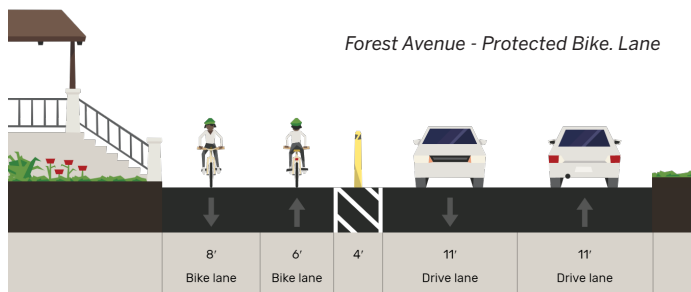 Forest Avenue - Protected Bike. Lane
8′ 6′ 4′ 11′ 11′
Bike lane Bike lane Drive lane Drive lane